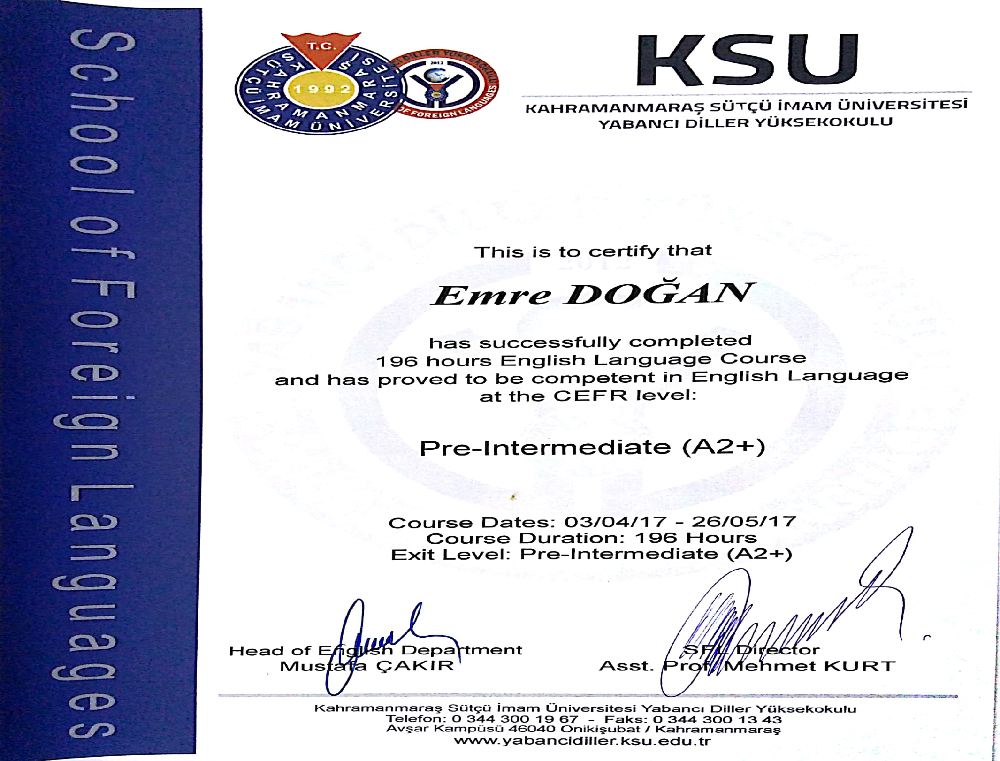 School of Foreign Languages
T.C.
KAHRAMANMARAŞ
SÜTÇÜ İMAM ÜNİVERSİTESİ
1992
2012
OF FOREIGN LANGUAGES
KSU
KAHRAMANMARAŞ SÜTÇÜ İMAM ÜNİVERSİTESİ
YABANCI DİLLER YÜKSEKOKULU
This is to certify that
Emre DOĞAN
has successfully completed
196 hours English Language Course
and has proved to be competent in English Language
at the CEFR level:
Pre-Intermediate (A2+)
Course Dates: 03/04/17 - 26/05/17
Course Duration: 196 Hours
Exit Level: Pre-Intermediate (A2+)
Head of English Department
Mustafa ÇAKIR
SFL Director
Asst. Prof. Mehmet KURT
Kahramanmaraş Sütçü İmam Üniversitesi Yabancı Diller Yüksekokulu
Telefon: 0 344 300 19 67 - Faks: 0 344 300 13 43
Avşar Kampüsü 46040 Onikişubat / Kahramanmaraş
www.yabancidiller.ksu.edu.tr